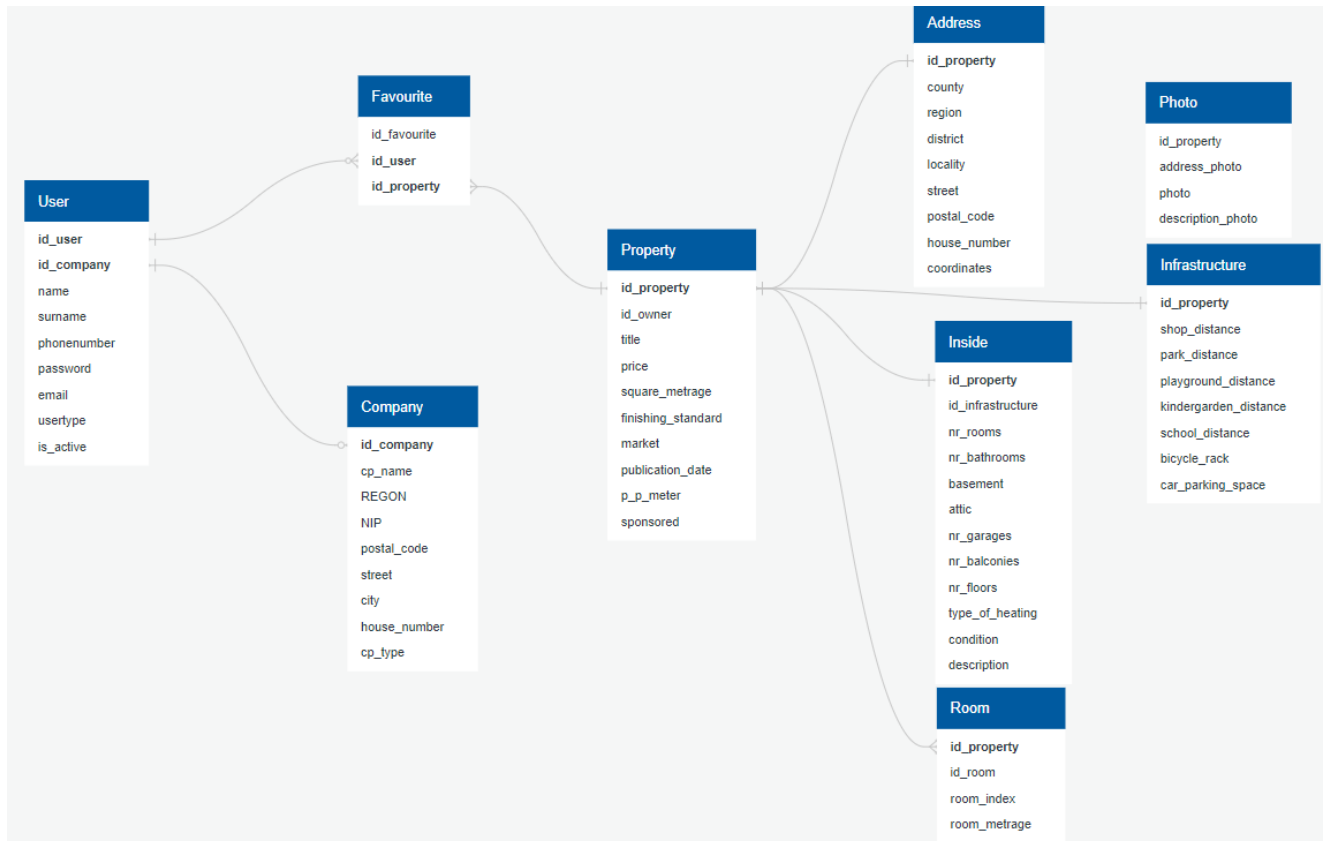 User
id_user
id_company
name
surname
phonenumber
password
email
usertype
is_active
Favourite
id_favourite
id_user
id_property
Company
id_company
cp_name
REGON
NIP
postal_code
street
city
house_number
cp_type
Property
id_property
id_owner
title
price
square_metrage
finishing_standard
market
publication_date
p_p_meter
sponsored
Address
id_property
county
region
district
locality
street
postal_code
house_number
coordinates
Inside
id_property
id_infrastructure
nr_rooms
nr_bathrooms
basement
attic
nr_garages
nr_balconies
nr_floors
type_of_heating
condition
description
Room
id_property
id_room
room_index
room_metrage
Photo
id_property
address_photo
photo
description_photo
Infrastructure
id_property
shop_distance
park_distance
playground_distance
kindergarden_distance
school_distance
bicycle_rack
car_parking_space